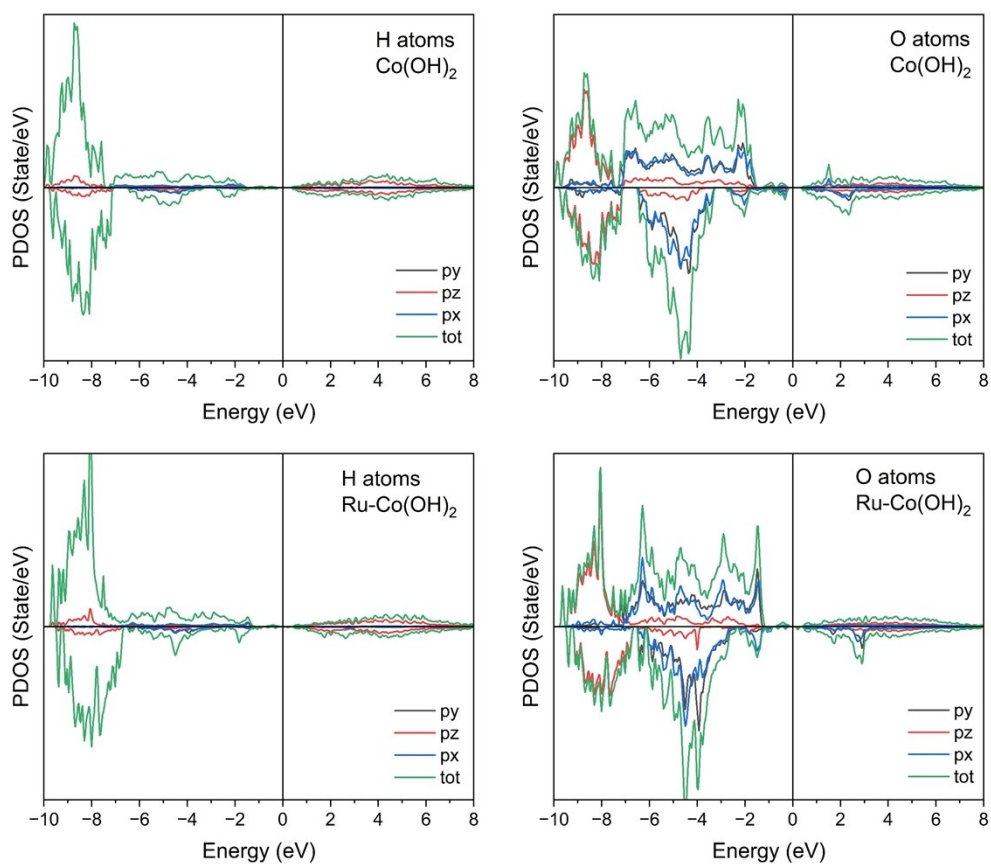 H atoms
Co(OH)₂
PDOS (State/eV)
py
pz
px
tot
−10 −8 −6 −4 −2 0 2 4 6 8
Energy (eV)
O atoms
Co(OH)₂
PDOS (State/eV)
py
pz
px
tot
−10 −8 −6 −4 −2 0 2 4 6 8
Energy (eV)
H atoms
Ru-Co(OH)₂
PDOS (State/eV)
py
pz
px
tot
−10 −8 −6 −4 −2 0 2 4 6 8
Energy (eV)
O atoms
Ru-Co(OH)₂
PDOS (State/eV)
py
pz
px
tot
−10 −8 −6 −4 −2 0 2 4 6 8
Energy (eV)